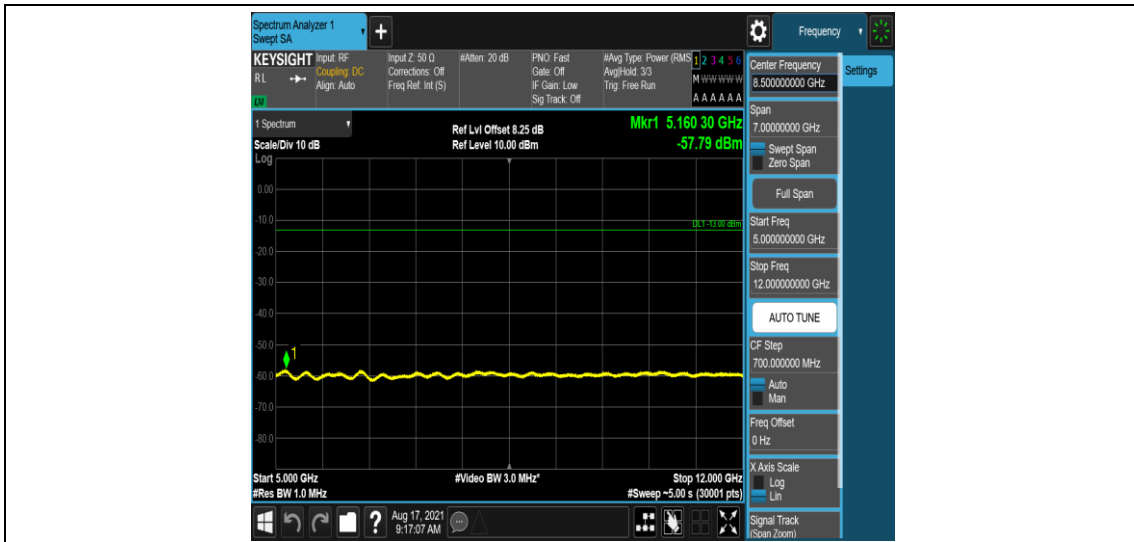 Spectrum Analyzer 1
Swept SA
+
Frequency
KEYSIGHT
RL
LM
Input: RF
Coupling: DC
Align: Auto
Input Z: 50 Ω
Corrections: Off
Freq Ref: Int (S)
#Atten: 20 dB
PNO: Fast
Gate: Off
IF Gain: Low
Sig Track: Off
#Avg Type: Power (RMS
Avg|Hold: 3/3
Trig: Free Run
1 2 3 4 5 6
M W W W W W
A A A A A A
1 Spectrum
Scale/Div 10 dB
Ref Lvl Offset 8.25 dB
Ref Level 10.00 dBm
Mkr1 5.160 30 GHz
-57.79 dBm
Log
0.00
-10.0
DL1 -13.00 dBm
-20.0
-30.0
-40.0
-50.0
1
-60.0
-70.0
-80.0
Start 5.000 GHz
#Res BW 1.0 MHz
#Video BW 3.0 MHz*
Stop 12.000 GHz
#Sweep ~5.00 s (30001 pts)
?
Aug 17, 2021
9:17:07 AM
Center Frequency
8.500000000 GHz
Settings
Span
7.00000000 GHz
Swept Span
Zero Span
Full Span
Start Freq
5.000000000 GHz
Stop Freq
12.000000000 GHz
AUTO TUNE
CF Step
700.000000 MHz
Auto
Man
Freq Offset
0 Hz
X Axis Scale
Log
Lin
Signal Track
(Span Zoom)